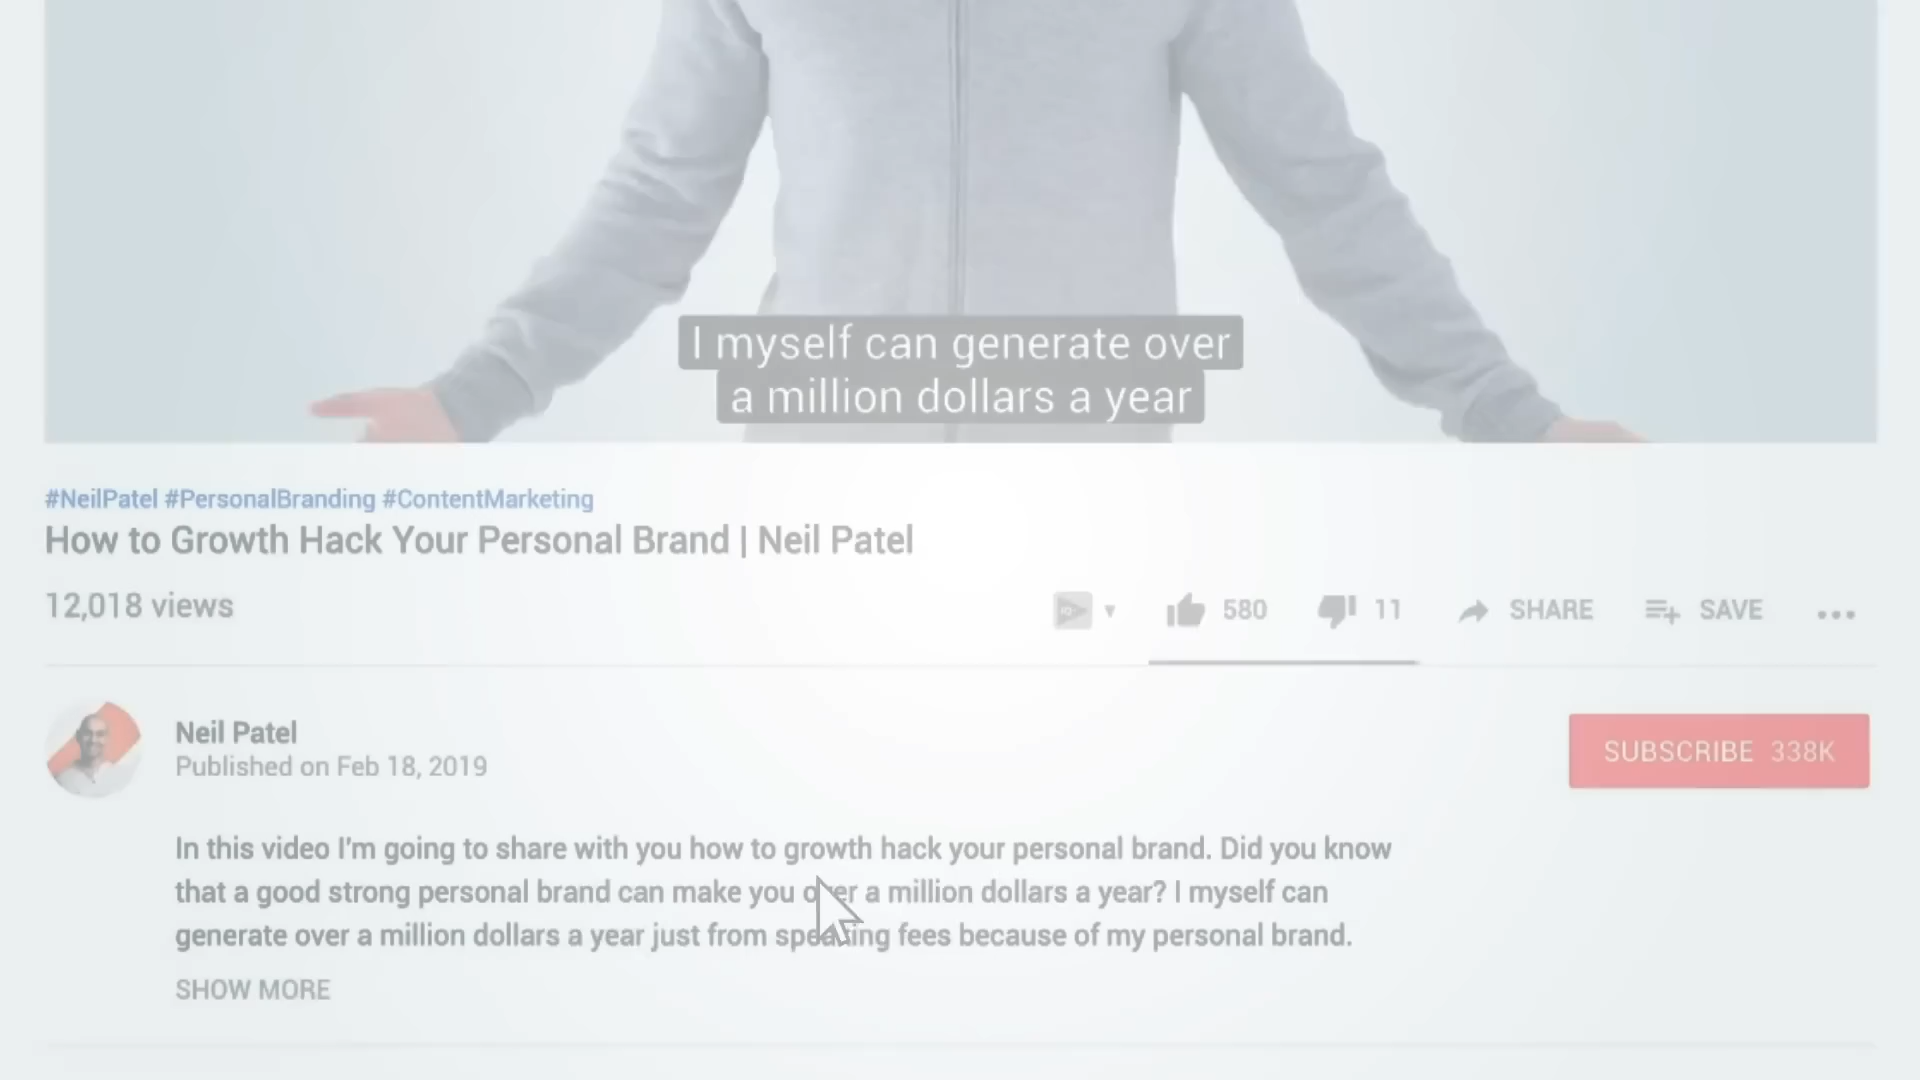 I myself can generate over
a million dollars a year
#NeilPatel #PersonalBranding #ContentMarketing
How to Growth Hack Your Personal Brand | Neil Patel
12,018 views
580
11
SHARE
SAVE
Neil Patel
Published on Feb 18, 2019
SUBSCRIBE 338K
In this video I'm going to share with you how to growth hack your personal brand. Did you know
that a good strong personal brand can make you over a million dollars a year? I myself can
generate over a million dollars a year just from speaking fees because of my personal brand.
SHOW MORE